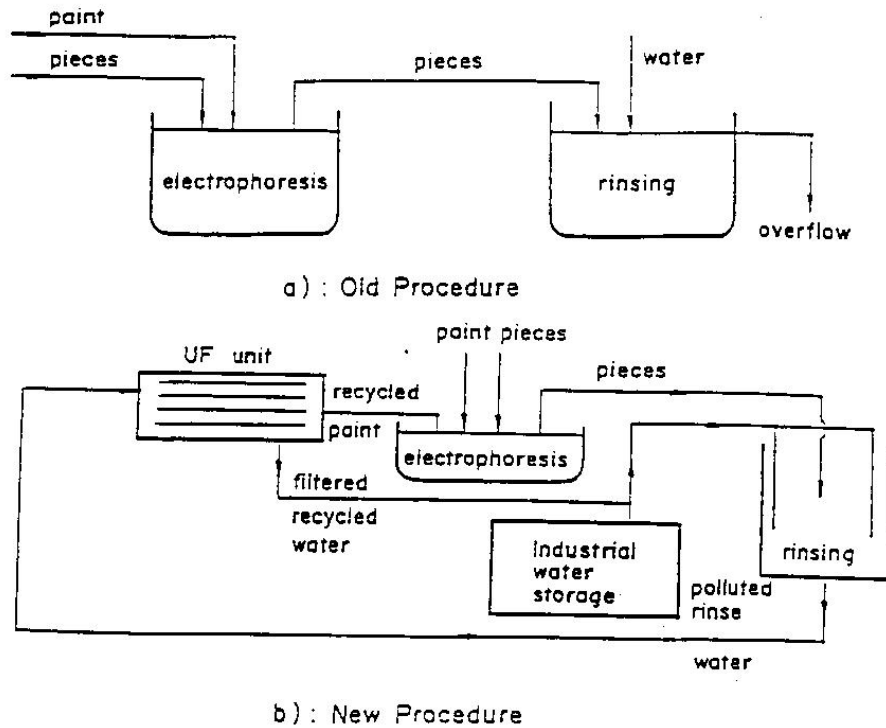 paint
pieces
pieces
water
electrophoresis
rinsing
overflow
a) : Old Procedure
paint pieces
UF unit
pieces
recycled
paint
electrophoresis
filtered
recycled
water
Industrial
water
storage
rinsing
polluted
rinse
water
b) : New Procedure